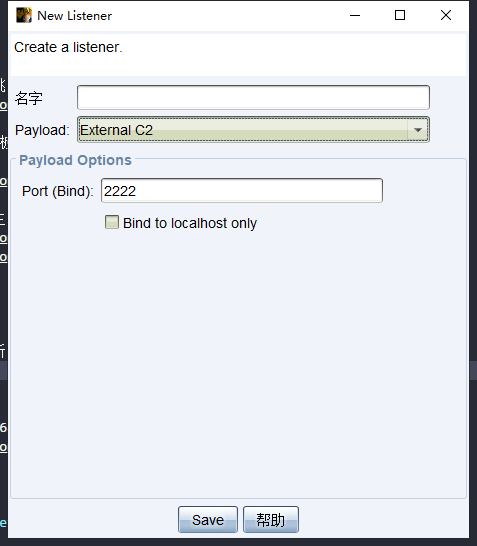 New Listener
Create a listener.
名字
Payload: External C2
Payload Options
Port (Bind): 2222
Bind to localhost only
Save 帮助